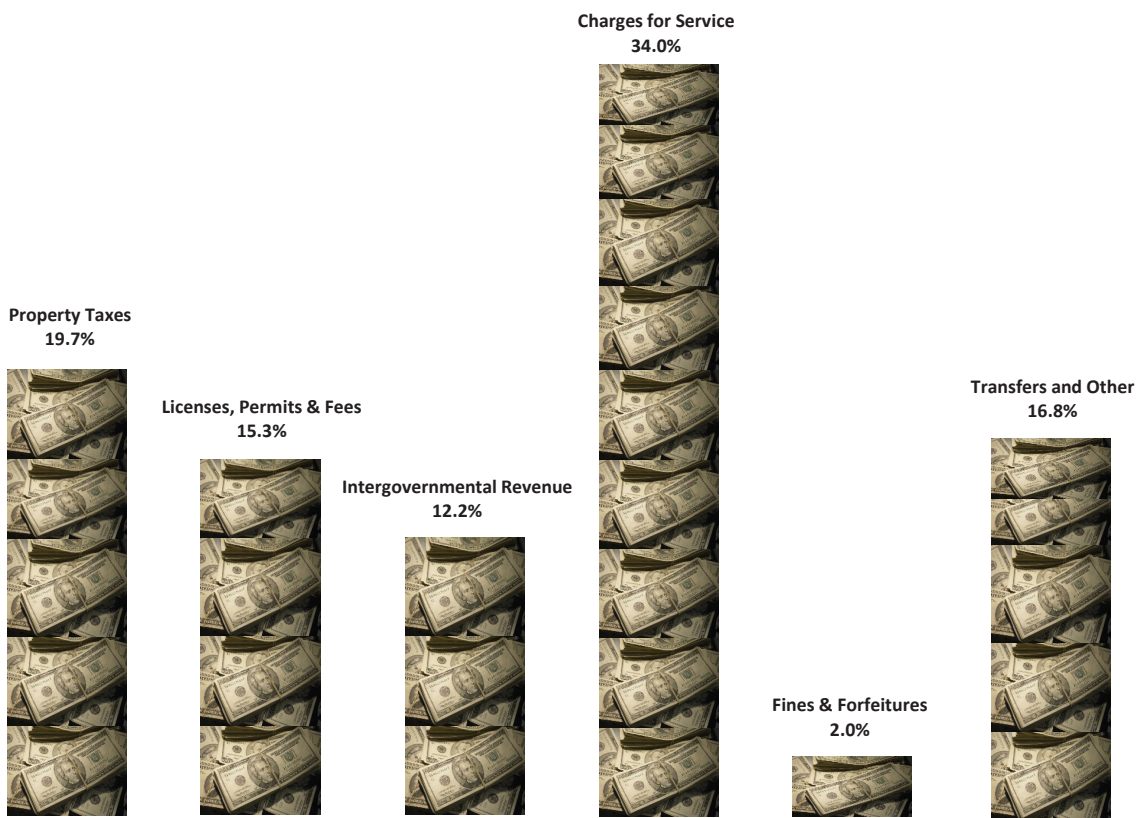 Charges for Service
34.0%
Property Taxes
19.7%
Licenses, Permits & Fees
15.3%
Intergovernmental Revenue
12.2%
Transfers and Other
16.8%
Fines & Forfeitures
2.0%